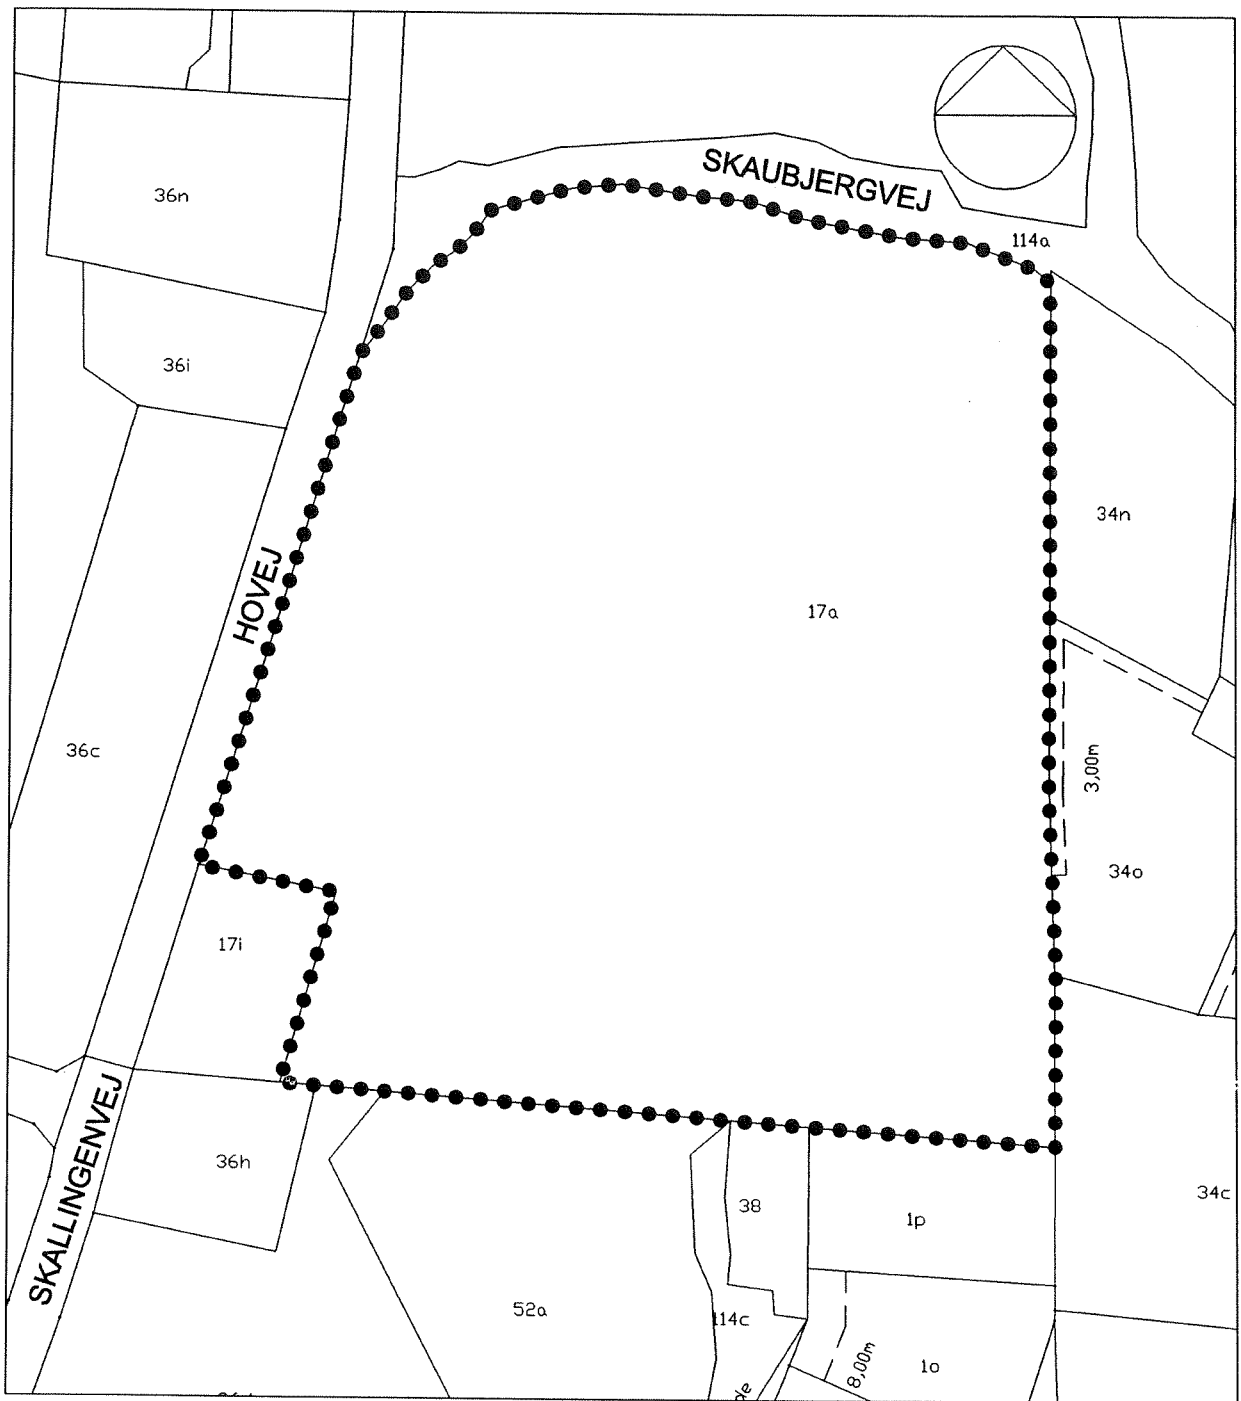 SKAUBJERGVEJ
36n
114a
36i
34n
HOVEJ
17a
36c
3,00m
34o
17i
SKALLINGENVEJ
36h
34c
38
1p
52a
114c
1o
8,00m